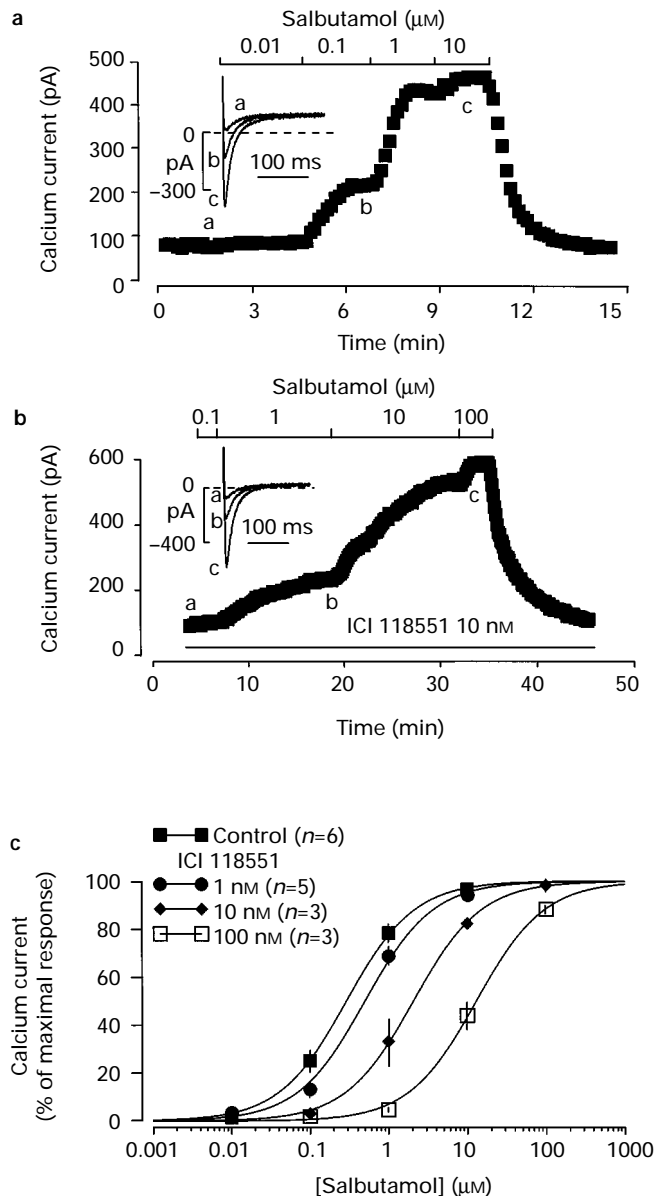 a
Salbutamol (µM)
0.01 0.1 1 10
Calcium current (pA)
500
400
300
200
100
0
a
0
pA
b
100 ms
−300
c
a
b
c
0 3 6 9 12 15
Time (min)
b
Salbutamol (µM)
0.1 1 10 100
Calcium current (pA)
600
400
200
0
0
a
pA
b
100 ms
−400
c
a
b
c
ICI 118551 10 nM
0 10 20 30 40 50
Time (min)
c
Control (n=6)
ICI 118551
1 nM (n=5)
10 nM (n=3)
100 nM (n=3)
Calcium current
(% of maximal response)
100
80
60
40
20
0
0.001 0.01 0.1 1 10 100 1000
[Salbutamol] (µM)